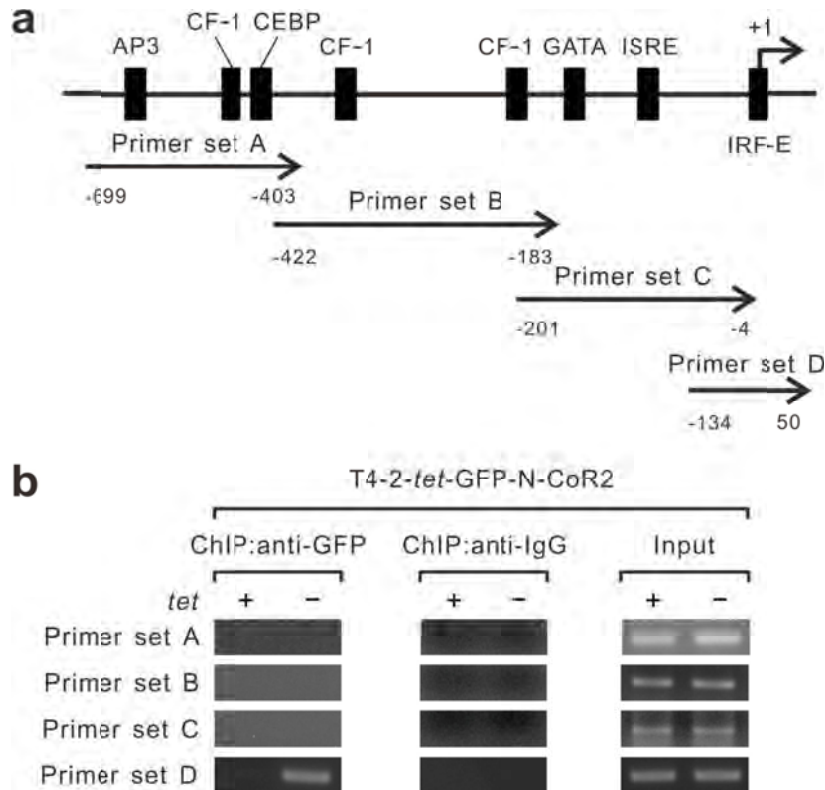 a
CF-1 CEBP +1
AP3 CF-1 CF-1 GATA ISRE
IRF-E
Primer set A
-699 -403
Primer set B
-422 -183
Primer set C
-201 -4
Primer set D
-134 50
b
T4-2-tet-GFP-N-CoR2
ChIP:anti-GFP ChIP:anti-IgG Input
tet + − + − + −
Primer set A
Primer set B
Primer set C
Primer set D